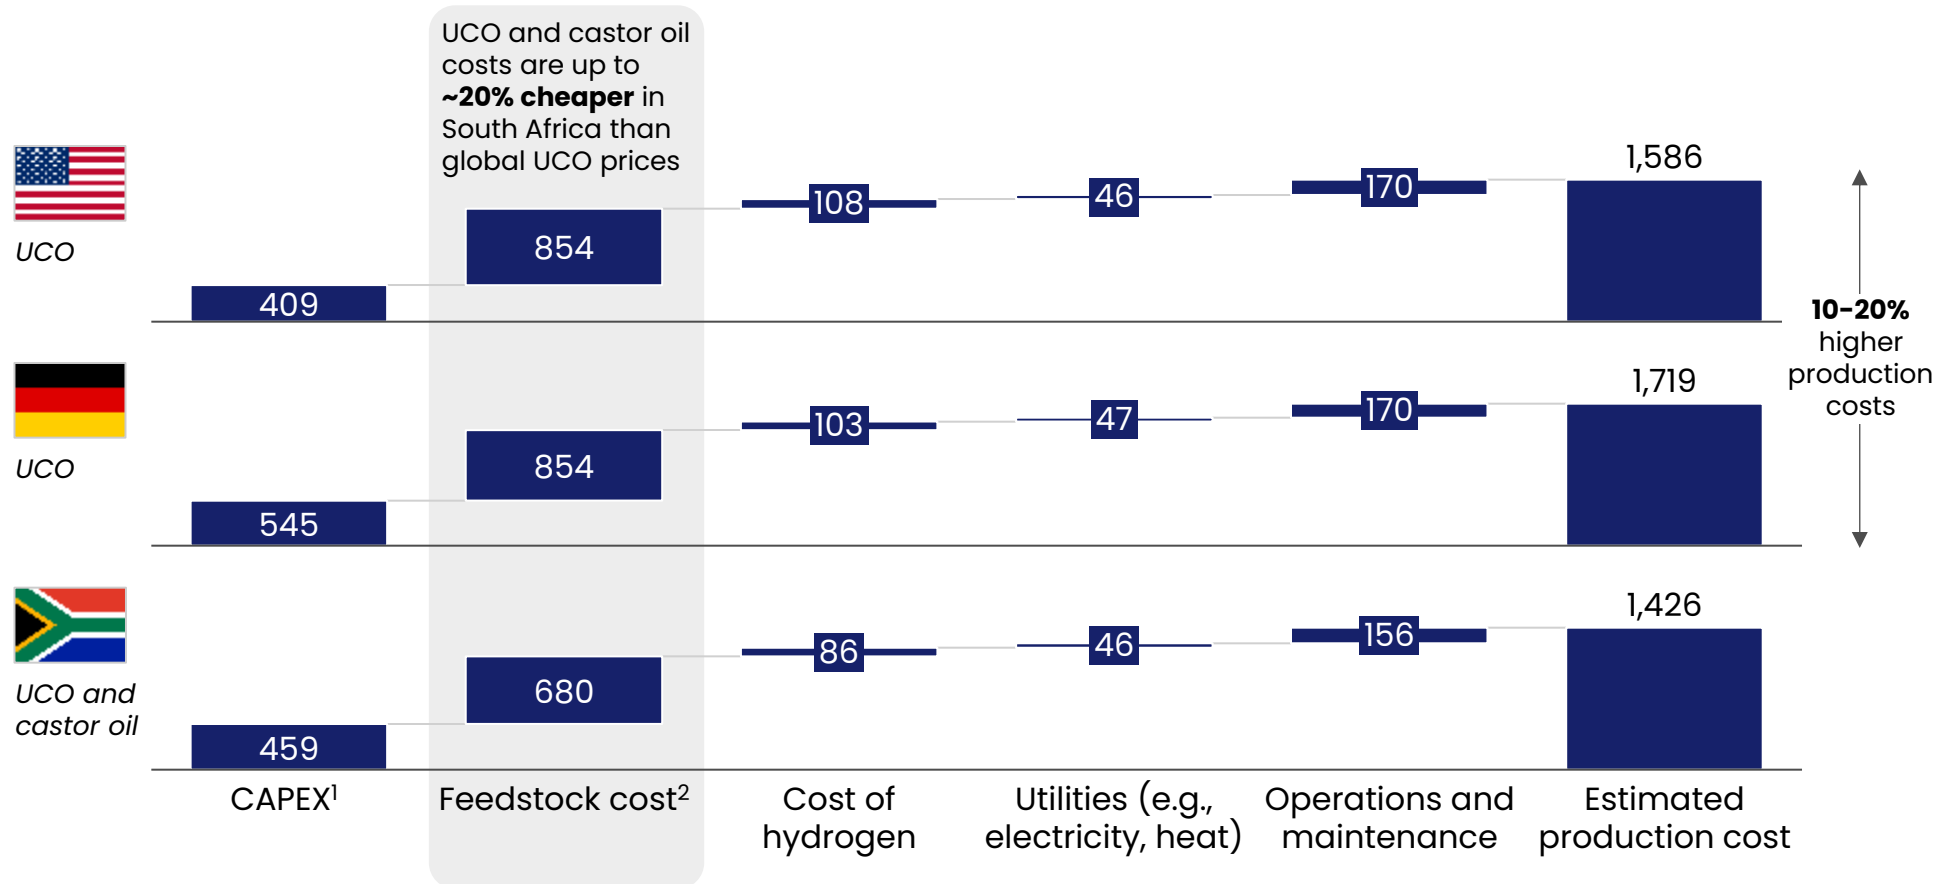 UCO and castor oil
costs are up to
~20% cheaper in
South Africa than
global UCO prices
UCO
409
854
108
46
170
1,586
10-20%
higher
production
costs
UCO
545
854
103
47
170
1,719
UCO and
castor oil
459
680
86
46
156
1,426
CAPEX¹
Feedstock cost²
Cost of
hydrogen
Utilities (e.g.,
electricity, heat)
Operations and
maintenance
Estimated
production cost